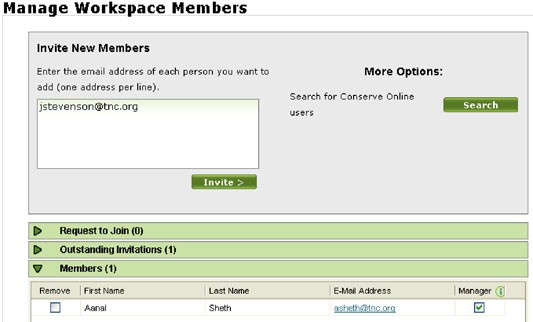 Manage Workspace Members
Invite New Members
Enter the email address of each person you want to
add (one address per line).
jstevenson@tnc.org
Invite >
More Options:
Search for Conserve Online
users
Search
Request to Join (0)
Outstanding Invitations (1)
Members (1)
Remove First Name Last Name E-Mail Address Manager i
Aanal Sheth asheth@tnc.org